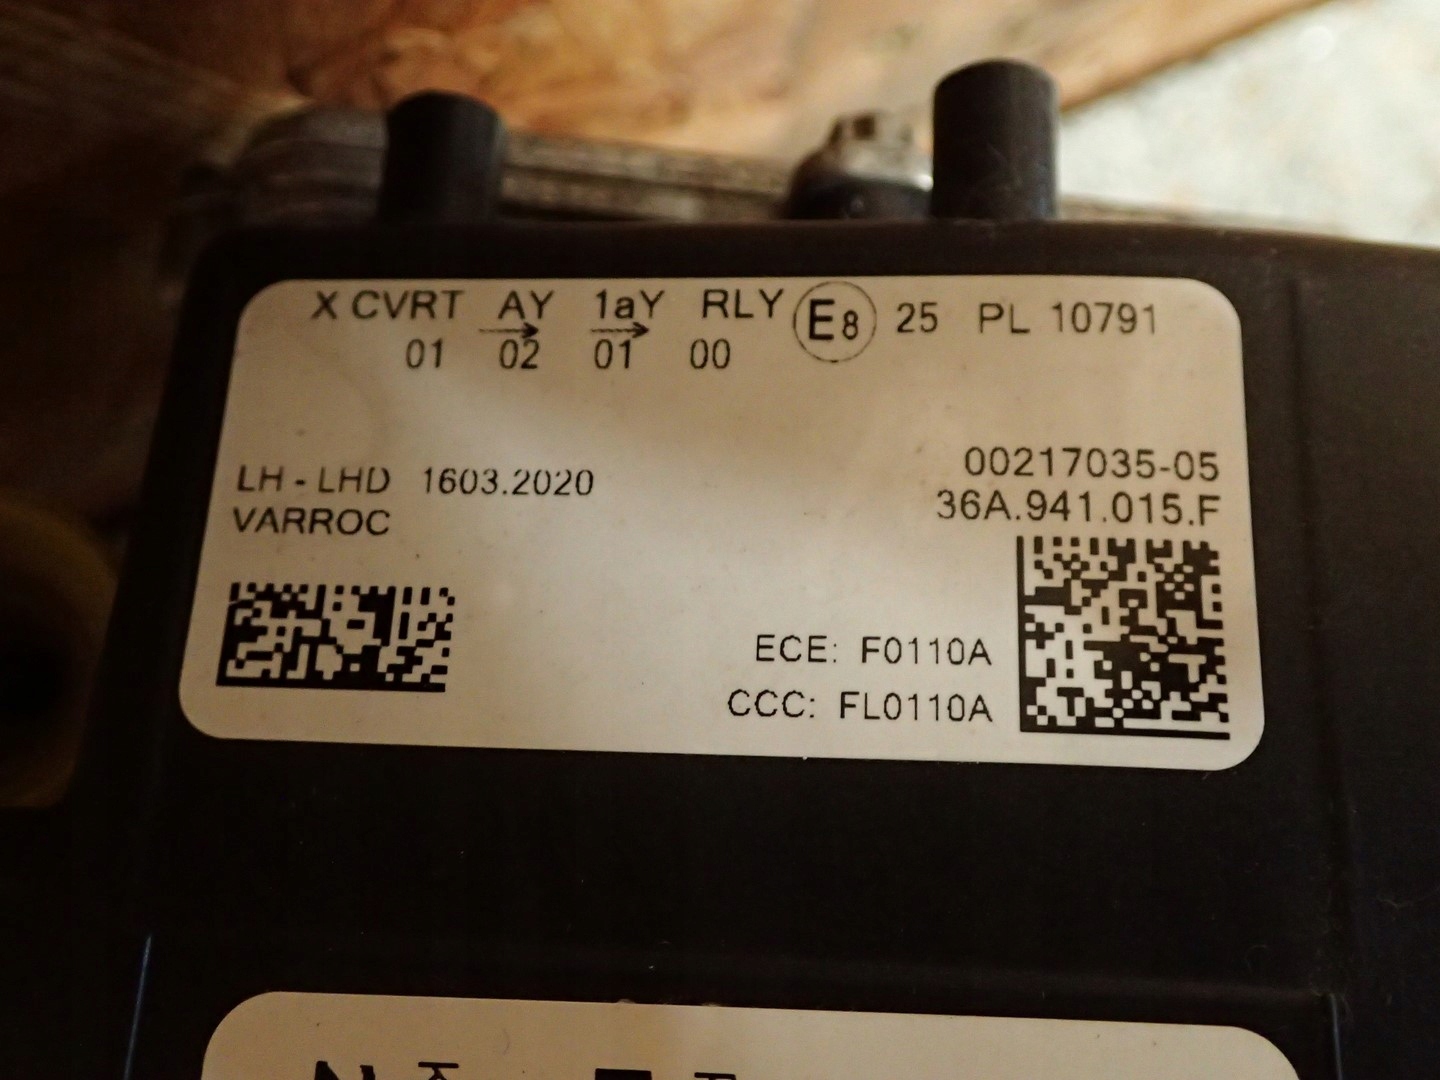 X CVRT AY 1aY RLY E8 25 PL 10791
01 02 01 00
00217035-05
LH - LHD 1603.2020
36A.941.015.F
VARROC
ECE: F0110A
CCC: FL0110A